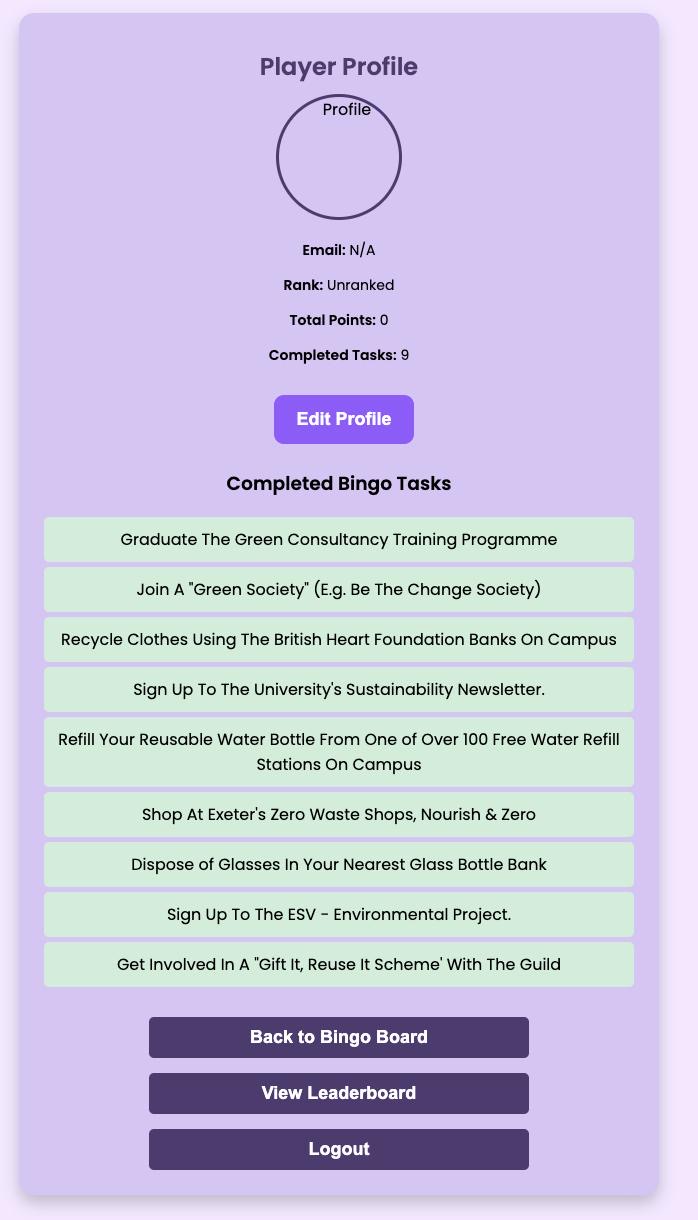 Player Profile
Profile
Email: N/A
Rank: Unranked
Total Points: 0
Completed Tasks: 9
Edit Profile
Completed Bingo Tasks
Graduate The Green Consultancy Training Programme
Join A "Green Society" (E.g. Be The Change Society)
Recycle Clothes Using The British Heart Foundation Banks On Campus
Sign Up To The University's Sustainability Newsletter.
Refill Your Reusable Water Bottle From One of Over 100 Free Water Refill
Stations On Campus
Shop At Exeter's Zero Waste Shops, Nourish & Zero
Dispose of Glasses In Your Nearest Glass Bottle Bank
Sign Up To The ESV - Environmental Project.
Get Involved In A "Gift It, Reuse It Scheme' With The Guild
Back to Bingo Board
View Leaderboard
Logout